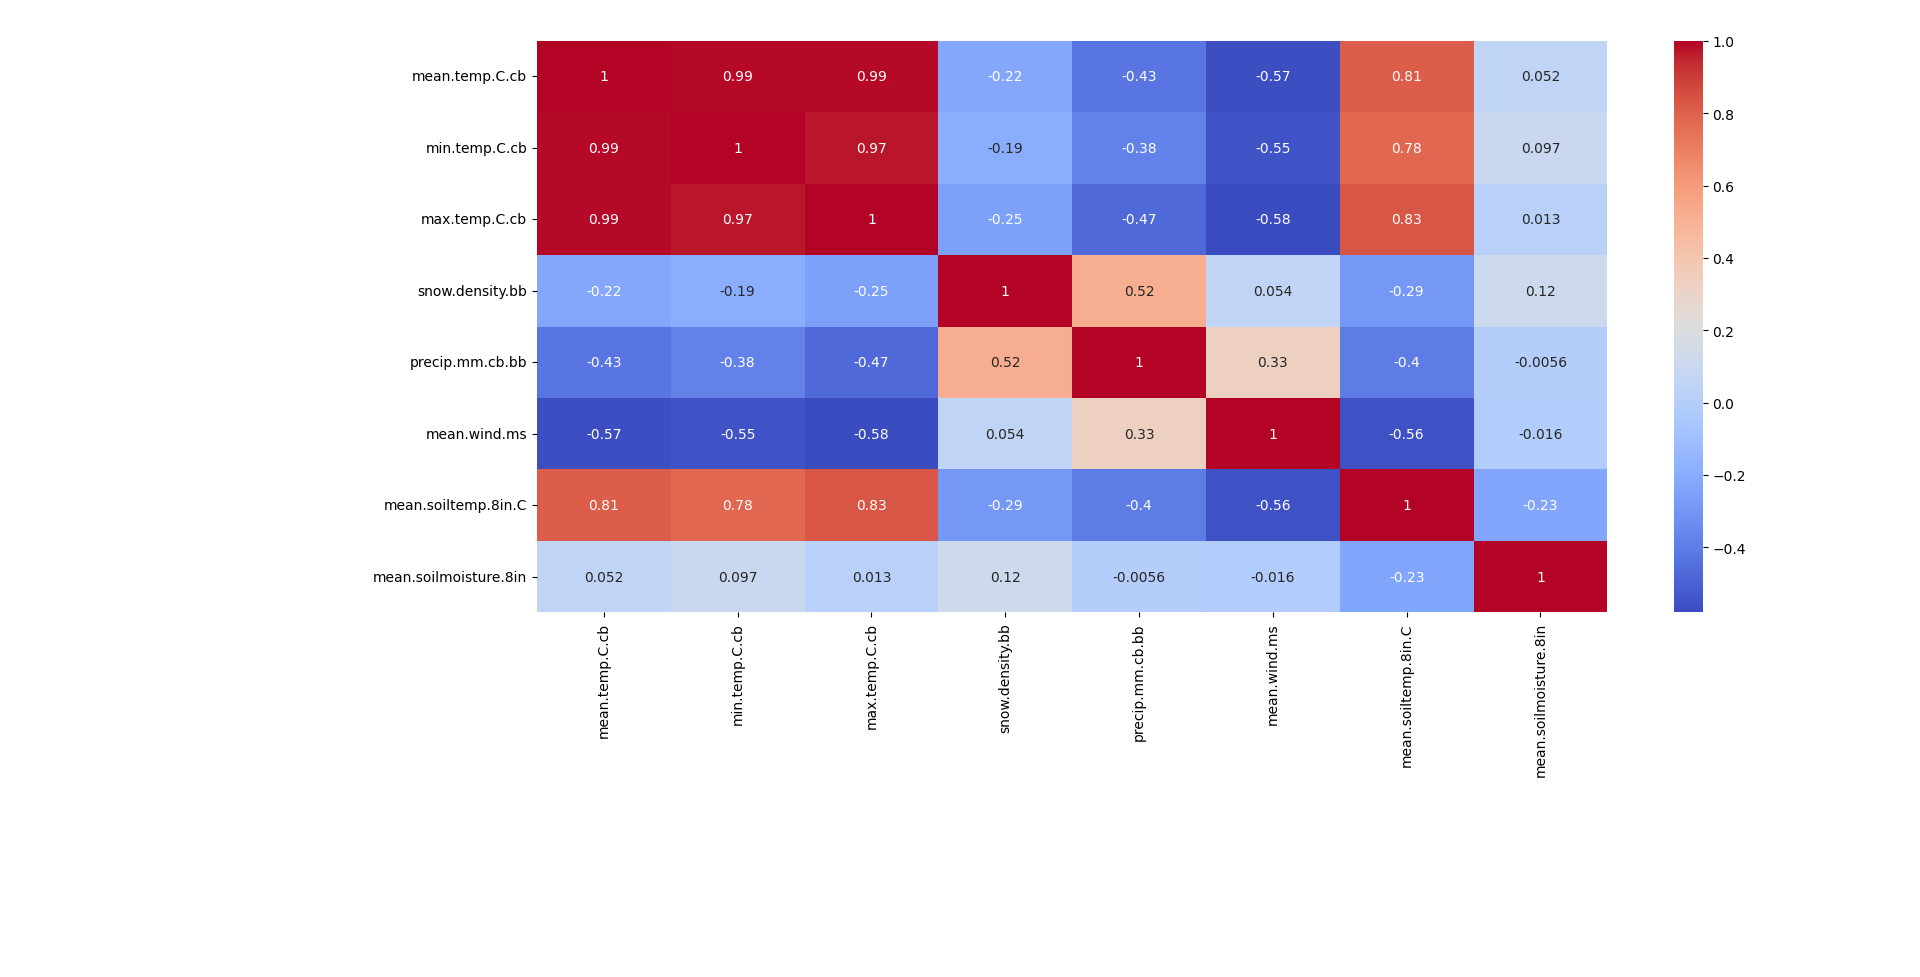 mean.temp.C.cb 1 0.99 0.99 -0.22 -0.43 -0.57 0.81 0.052
min.temp.C.cb 0.99 1 0.97 -0.19 -0.38 -0.55 0.78 0.097
max.temp.C.cb 0.99 0.97 1 -0.25 -0.47 -0.58 0.83 0.013
snow.density.bb -0.22 -0.19 -0.25 1 0.52 0.054 -0.29 0.12
precip.mm.cb.bb -0.43 -0.38 -0.47 0.52 1 0.33 -0.4 -0.0056
mean.wind.ms -0.57 -0.55 -0.58 0.054 0.33 1 -0.56 -0.016
mean.soiltemp.8in.C 0.81 0.78 0.83 -0.29 -0.4 -0.56 1 -0.23
mean.soilmoisture.8in 0.052 0.097 0.013 0.12 -0.0056 -0.016 -0.23 1
mean.temp.C.cb
min.temp.C.cb
max.temp.C.cb
snow.density.bb
precip.mm.cb.bb
mean.wind.ms
mean.soiltemp.8in.C
mean.soilmoisture.8in
1.0
0.8
0.6
0.4
0.2
0.0
−0.2
−0.4